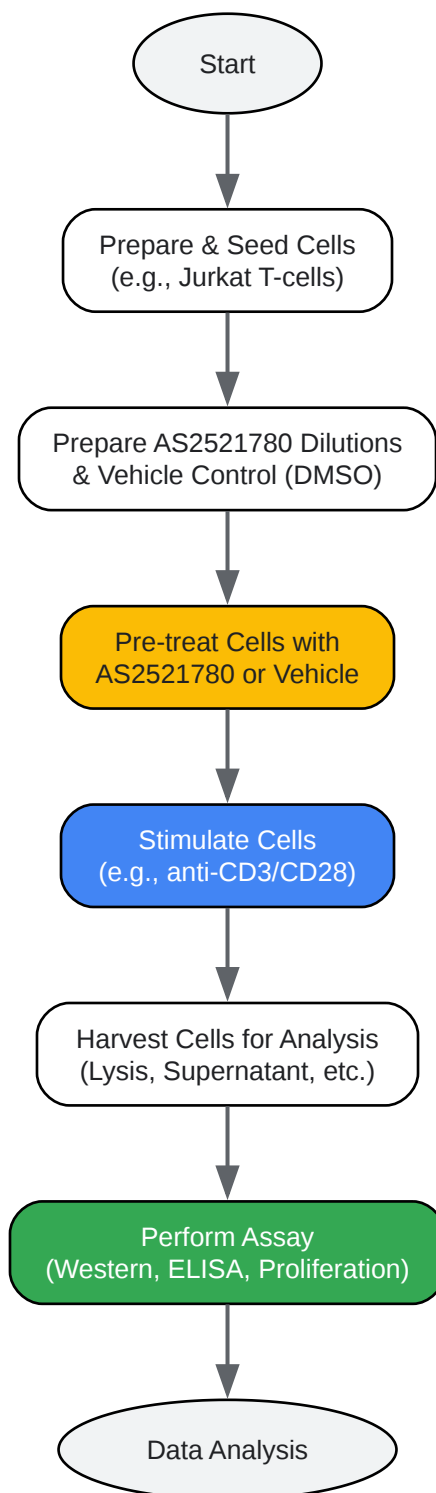 Start
Prepare & Seed Cells
(e.g., Jurkat T-cells)
Prepare AS2521780 Dilutions
& Vehicle Control (DMSO)
Pre-treat Cells with
AS2521780 or Vehicle
Stimulate Cells
(e.g., anti-CD3/CD28)
Harvest Cells for Analysis
(Lysis, Supernatant, etc.)
Perform Assay
(Western, ELISA, Proliferation)
Data Analysis